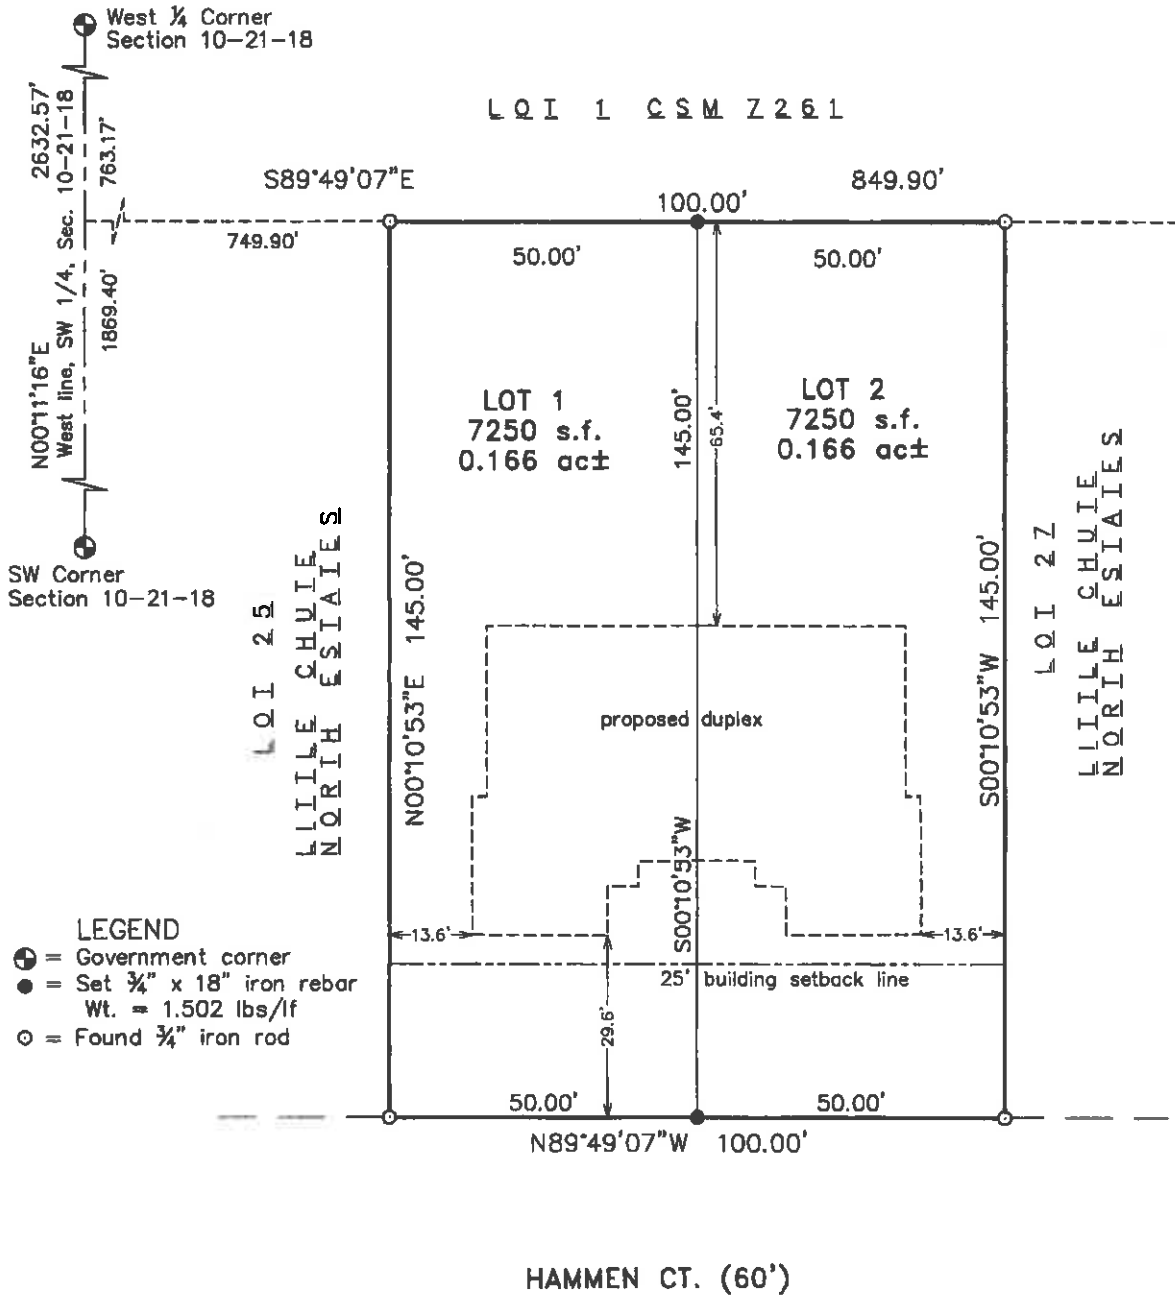 West ¼ Corner
Section 10-21-18
2632.57'
West line, SW 1/4, Sec. 10-21-18
N00°11'16"E
763.17'
1869.40'
SW Corner
Section 10-21-18
LOT 1 CSM 7261
S89°49'07"E
849.90'
100.00'
749.90'
50.00'
50.00'
LOT 1
7250 s.f.
0.166 ac±
LOT 2
7250 s.f.
0.166 ac±
145.00'
65.4'
LOT 25
LITTLE CHUTE
NORTH ESTATES
N00°10'53"E 145.00'
S00°10'53"W 145.00'
LOT 27
LITTLE CHUTE
NORTH ESTATES
proposed duplex
S00°10'53"W
13.6'
13.6'
25' building setback line
29.6'
LEGEND
= Government corner
= Set ¾" x 18" iron rebar
Wt. = 1.502 lbs/lf
= Found ¾" iron rod
50.00'
50.00'
N89°49'07"W 100.00'
HAMMEN CT. (60')